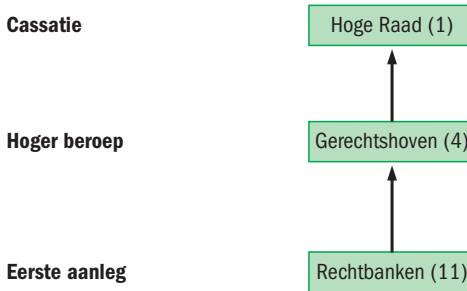 Cassatie Hoge Raad (1)
Hoger beroep Gerechtshoven (4)
Eerste aanleg Rechtbanken (11)